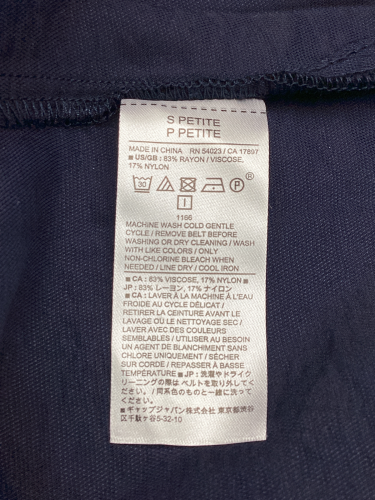 S PETITE
P PETITE
MADE IN CHINA RN 54023 / CA 17897
■ US/GB : 83% RAYON / VISCOSE,
17% NYLON
30 P ®
I
1166
MACHINE WASH COLD GENTLE
CYCLE / REMOVE BELT BEFORE
WASHING OR DRY CLEANING / WASH
WITH LIKE COLORS / ONLY
NON-CHLORINE BLEACH WHEN
NEEDED / LINE DRY / COOL IRON
■ CA : 83% VISCOSE, 17% NYLON ■
JP : 83% レーヨン, 17% ナイロン
■ CA : LAVER À LA MACHINE À L'EAU
FROIDE AU CYCLE DÉLICAT /
RETIRER LA CEINTURE AVANT LE
LAVAGE OÙ LE NETTOYAGE SEC /
LAVER AVEC DES COULEURS
SEMBLABLES / UTILISER AU BESOIN
UN AGENT DE BLANCHIMENT SANS
CHLORE UNIQUEMENT / SÉCHER
SUR CORDE / REPASSER À BASSE
TEMPÉRATURE ■ JP : 洗濯やドライク
リーニングの際は ベルトを取り外してく
ださい。/ 同系色のものと一緒に洗って
ください。
■ ギャップジャパン株式会社 東京都渋谷
区千駄ヶ谷5-32-10